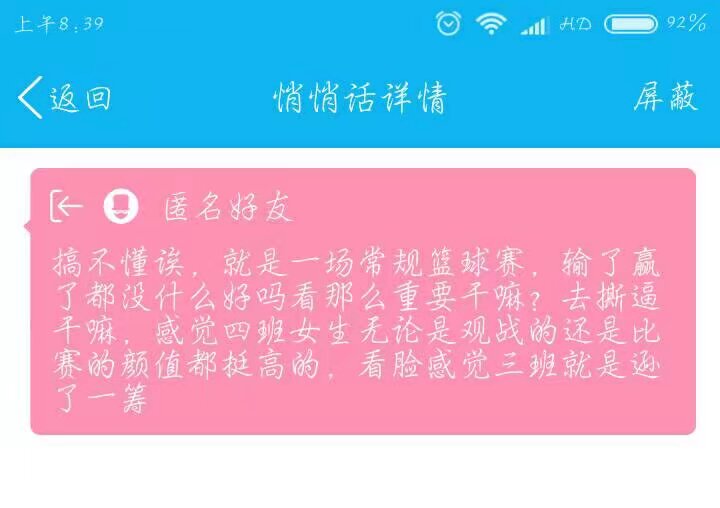 上午8:39
HD
92%
返回
悄悄话详情
屏蔽
匿名好友
搞不懂诶，就是一场常规篮球赛，输了赢
了都没什么好吗看那么重要干嘛？去撕逼
干嘛，感觉四班女生无论是观战的还是比
赛的颜值都挺高的，看脸感觉三班就是逊
了一筹